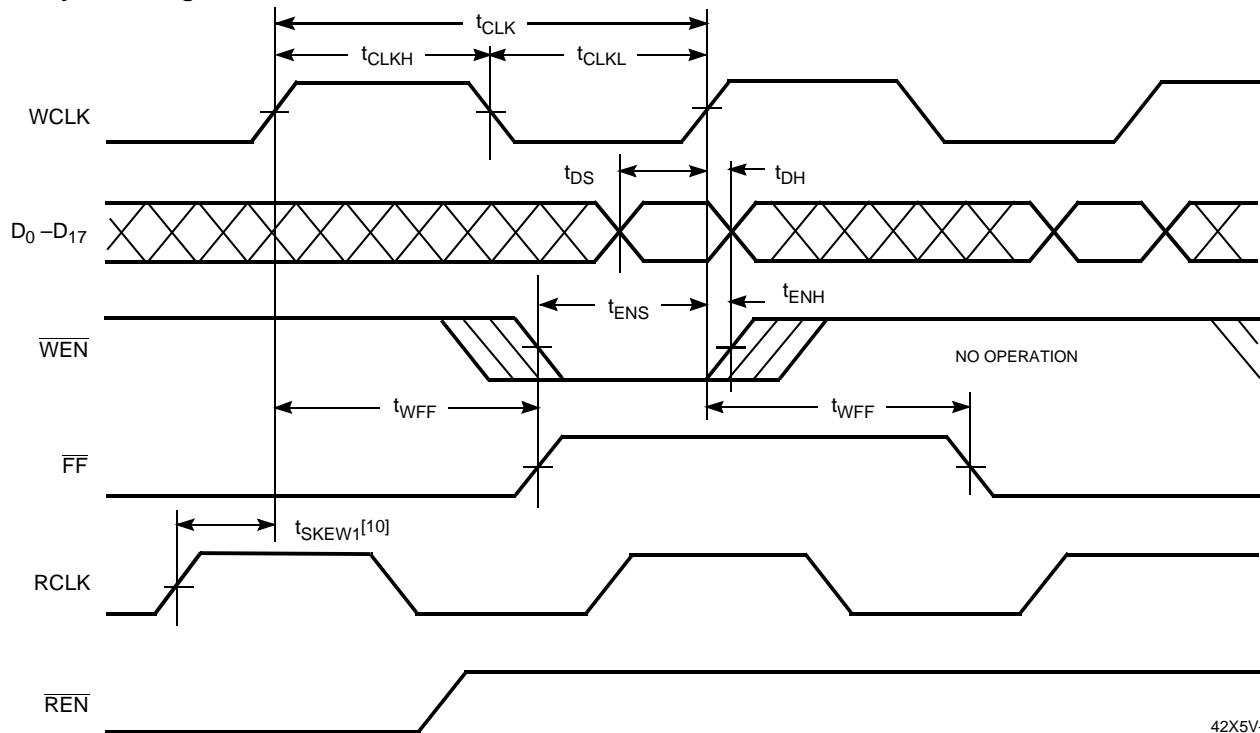 tCLK
tCLKH
tCLKL
WCLK
tDS
tDH
D0 –D17
tENS
tENH
WEN
NO OPERATION
tWFF
tWFF
FF
tSKEW1[10]
RCLK
REN
42X5V-